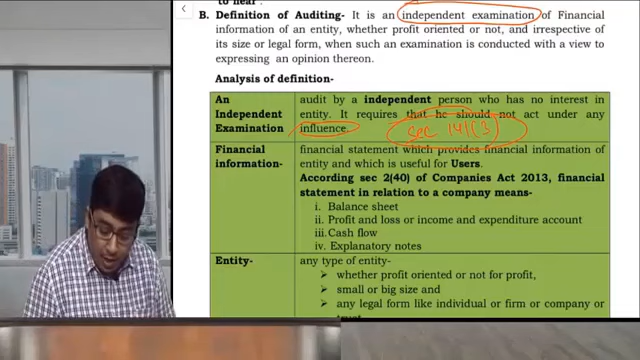 to hear.
B. Definition of Auditing- It is an independent examination of Financial
information of an entity, whether profit oriented or not, and irrespective of
its size or legal form, when such an examination is conducted with a view to
expressing an opinion thereon.
Analysis of definition-
An Independent Examination
audit by a independent person who has no interest in
entity. It requires that he should not act under any
influence.
sec 141(3)
Financial information-
financial statement which provides financial information of
entity and which is useful for Users.
According sec 2(40) of Companies Act 2013, financial
statement in relation to a company means-
i. Balance sheet
ii. Profit and loss or income and expenditure account
iii. Cash flow
iv. Explanatory notes
Entity-
any type of entity-
➢ whether profit oriented or not for profit,
➢ small or big size and
➢ any legal form like individual or firm or company or
trust